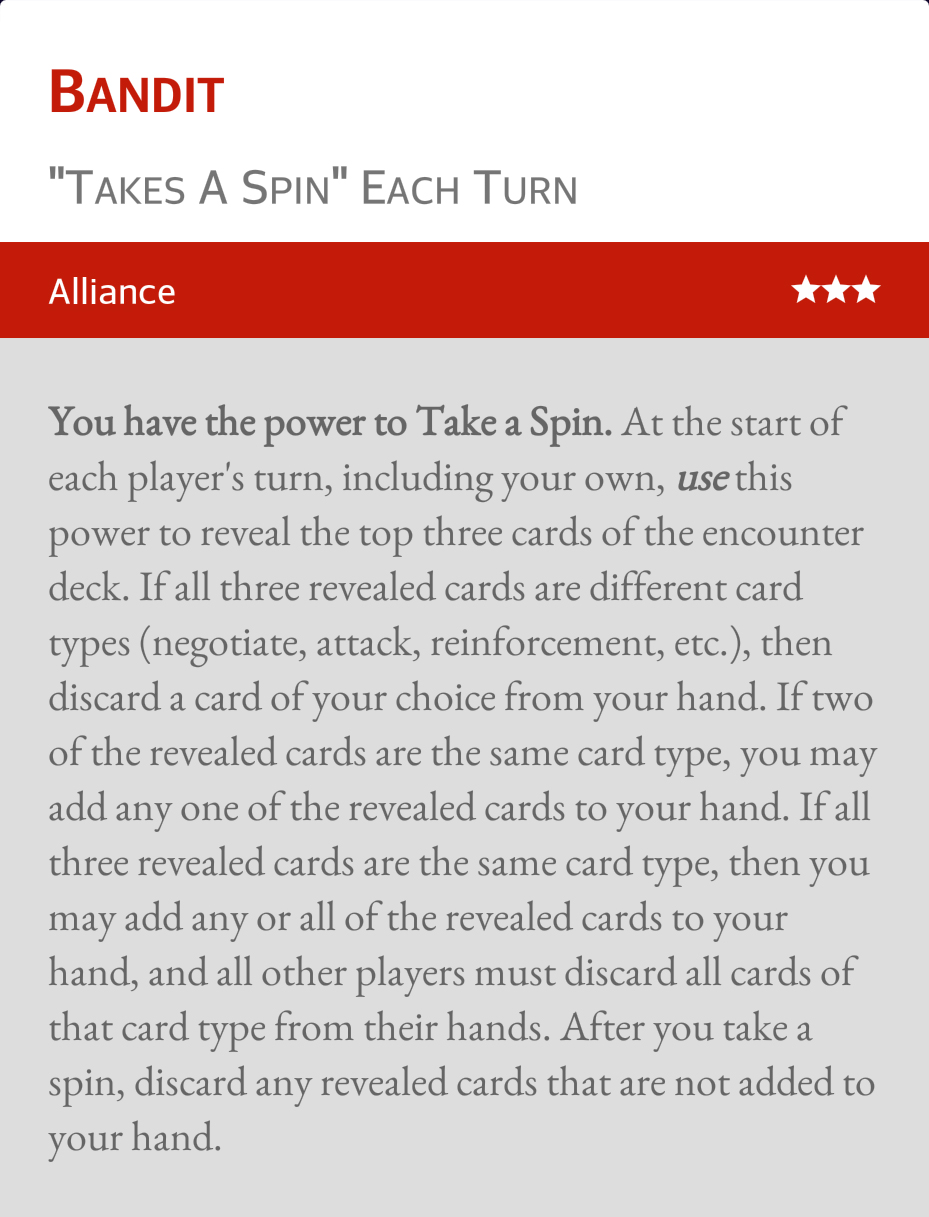 BANDIT
"TAKES A SPIN" EACH TURN
Alliance ★★★
You have the power to Take a Spin. At the start of
each player's turn, including your own, use this
power to reveal the top three cards of the encounter
deck. If all three revealed cards are different card
types (negotiate, attack, reinforcement, etc.), then
discard a card of your choice from your hand. If two
of the revealed cards are the same card type, you may
add any one of the revealed cards to your hand. If all
three revealed cards are the same card type, then you
may add any or all of the revealed cards to your
hand, and all other players must discard all cards of
that card type from their hands. After you take a
spin, discard any revealed cards that are not added to
your hand.